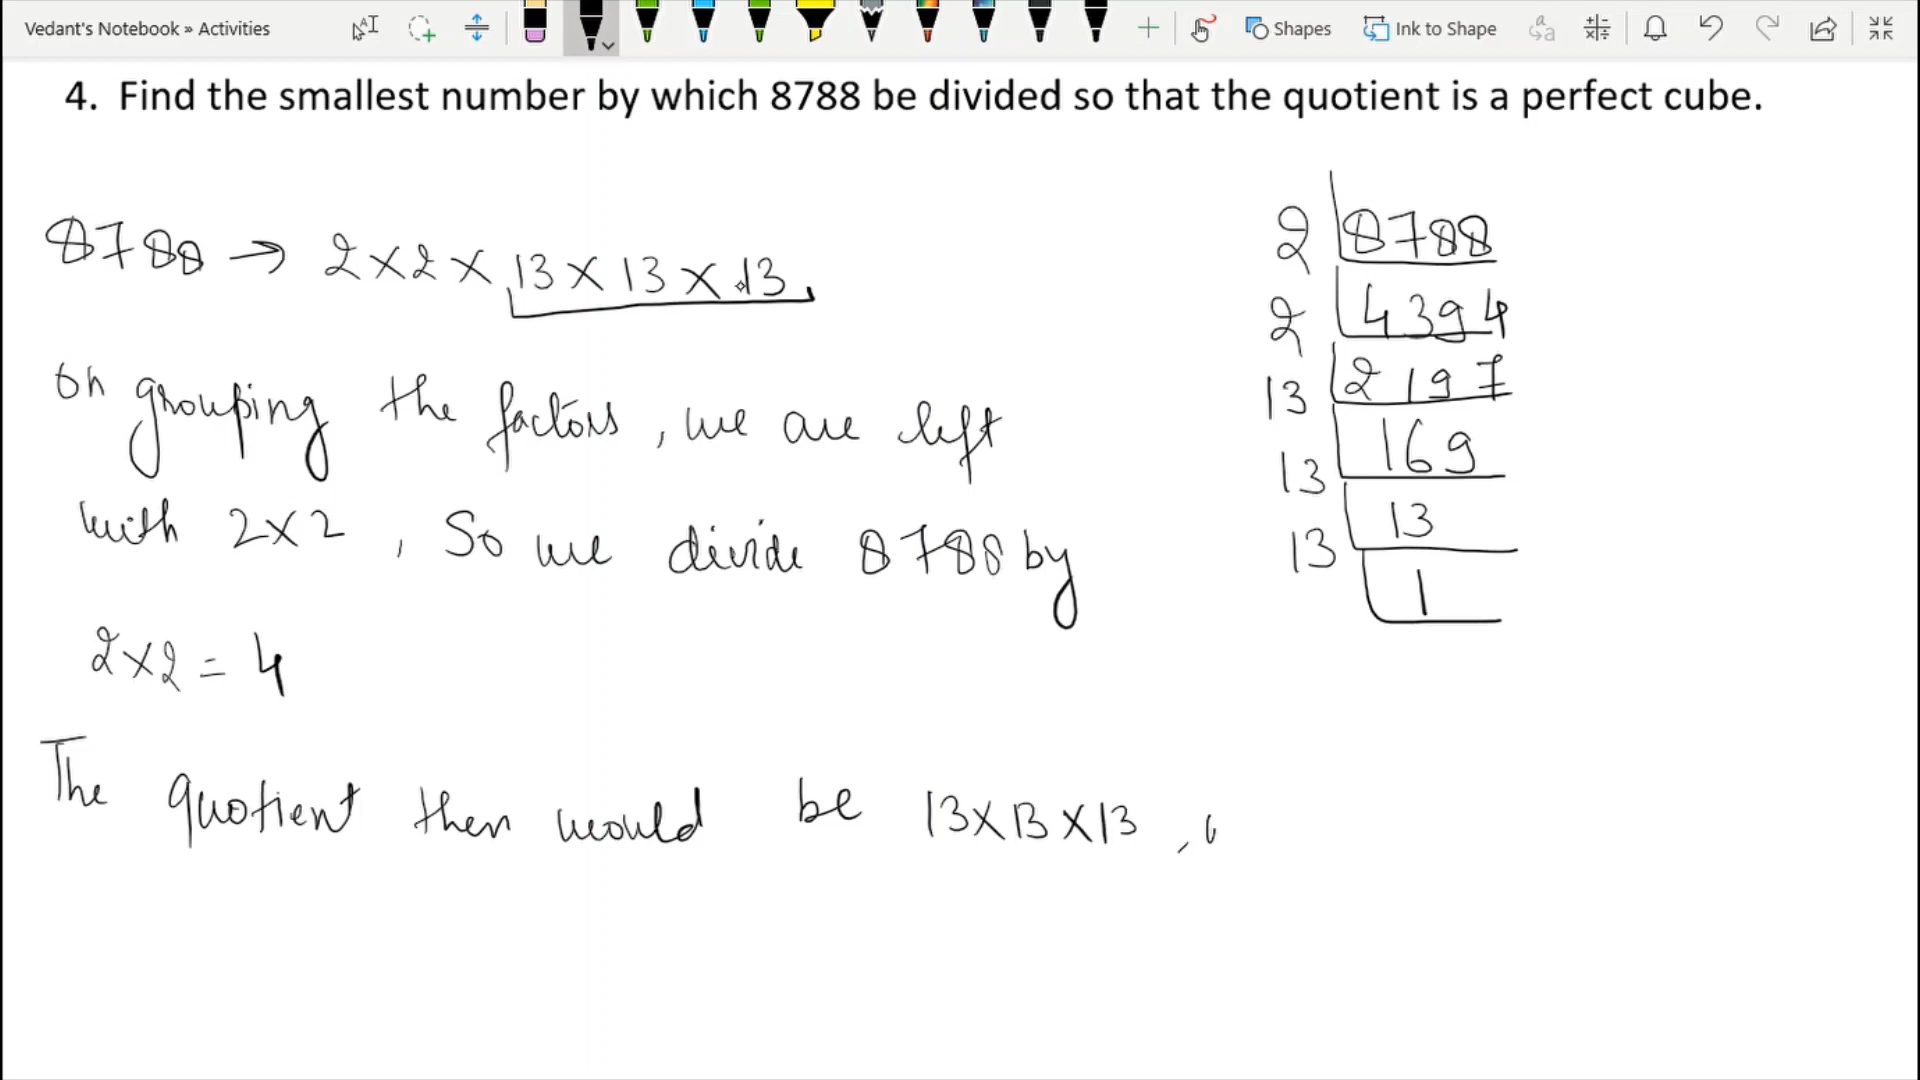 Vedant's Notebook » Activities
Shapes
Ink to Shape
4. Find the smallest number by which 8788 be divided so that the quotient is a perfect cube.
8788 → 2×2×13×13×13
On grouping the factors, we are left
with 2×2, So we divide 8788 by
2×2 = 4
The quotient then would be 13×13×13,
2 8788
2 4394
13 2197
13 169
13 13
1